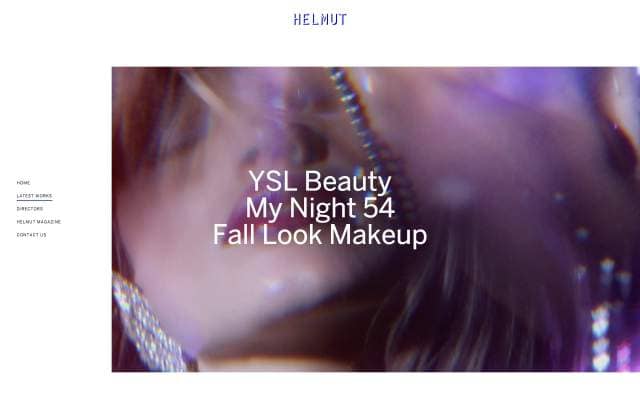 HELMUT
HOME
LATEST WORKS
DIRECTORS
HELMUT MAGAZINE
CONTACT US
YSL Beauty
My Night 54
Fall Look Makeup